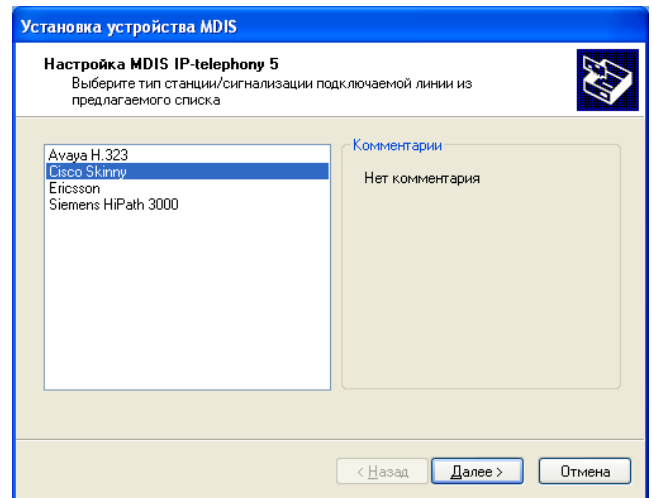 Установка устройства MDIS
Настройка MDIS IP-telephony 5
Выберите тип станции/сигнализации подключаемой линии из
предлагаемого списка
Avaya H.323
Cisco Skinny
Ericsson
Siemens HiPath 3000
Комментарии
Нет комментария
< Назад
Далее >
Отмена